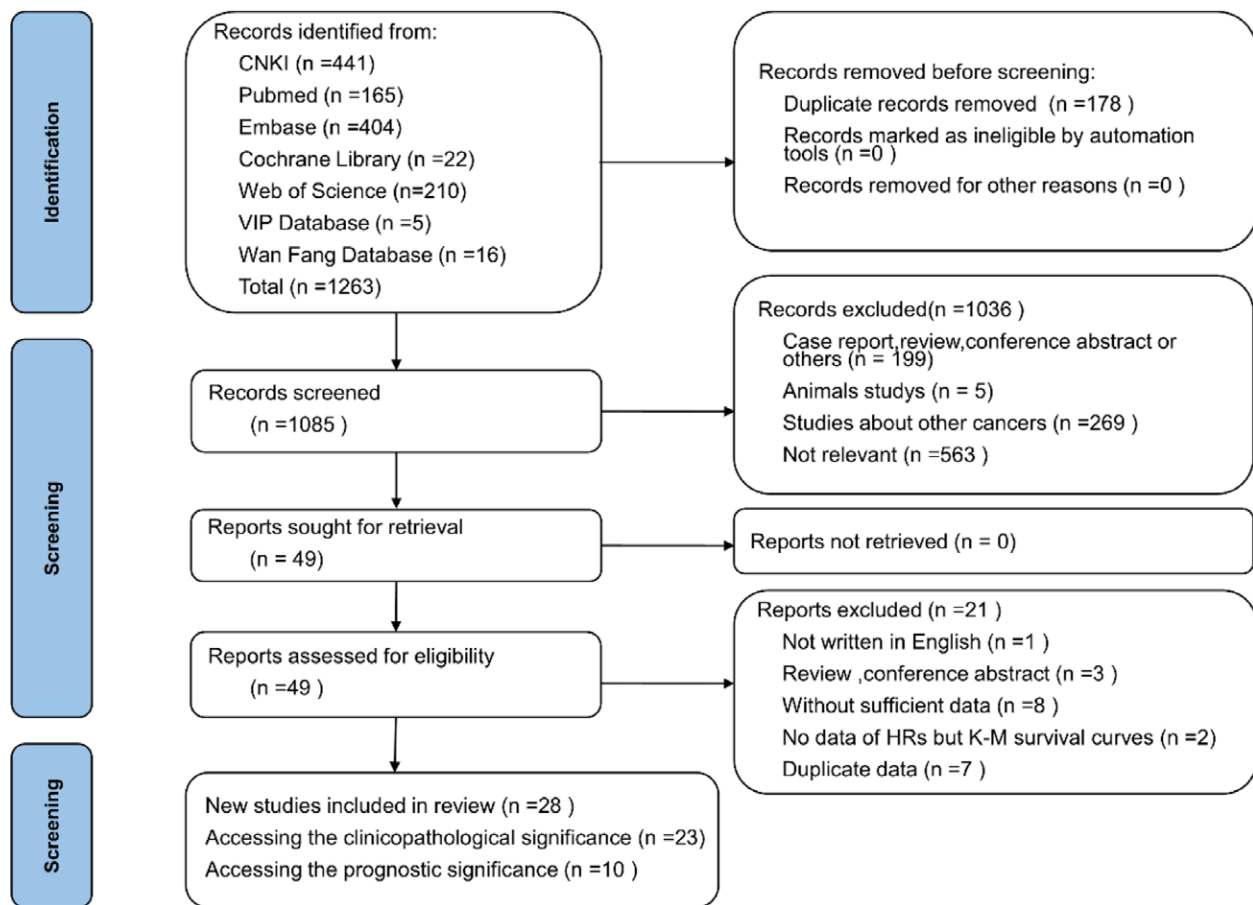 Identification
Records identified from:
CNKI (n =441)
Pubmed (n =165)
Embase (n =404)
Cochrane Library (n =22)
Web of Science (n=210)
VIP Database (n =5)
Wan Fang Database (n =16)
Total (n =1263)
Records removed before screening:
Duplicate records removed (n =178 )
Records marked as ineligible by automation
tools (n =0 )
Records removed for other reasons (n =0 )
Screening
Records screened
(n =1085 )
Records excluded(n =1036 )
Case report,review,conference abstract or
others (n = 199)
Animals studys (n = 5)
Studies about other cancers (n =269 )
Not relevant (n =563 )
Reports sought for retrieval
(n = 49)
Reports not retrieved (n = 0)
Reports assessed for eligibility
(n =49 )
Reports excluded (n =21 )
Not written in English (n =1 )
Review ,conference abstract (n =3 )
Without sufficient data (n =8 )
No data of HRs but K-M survival curves (n =2)
Duplicate data (n =7 )
Screening
New studies included in review (n =28 )
Accessing the clinicopathological significance (n =23)
Accessing the prognostic significance (n =10 )